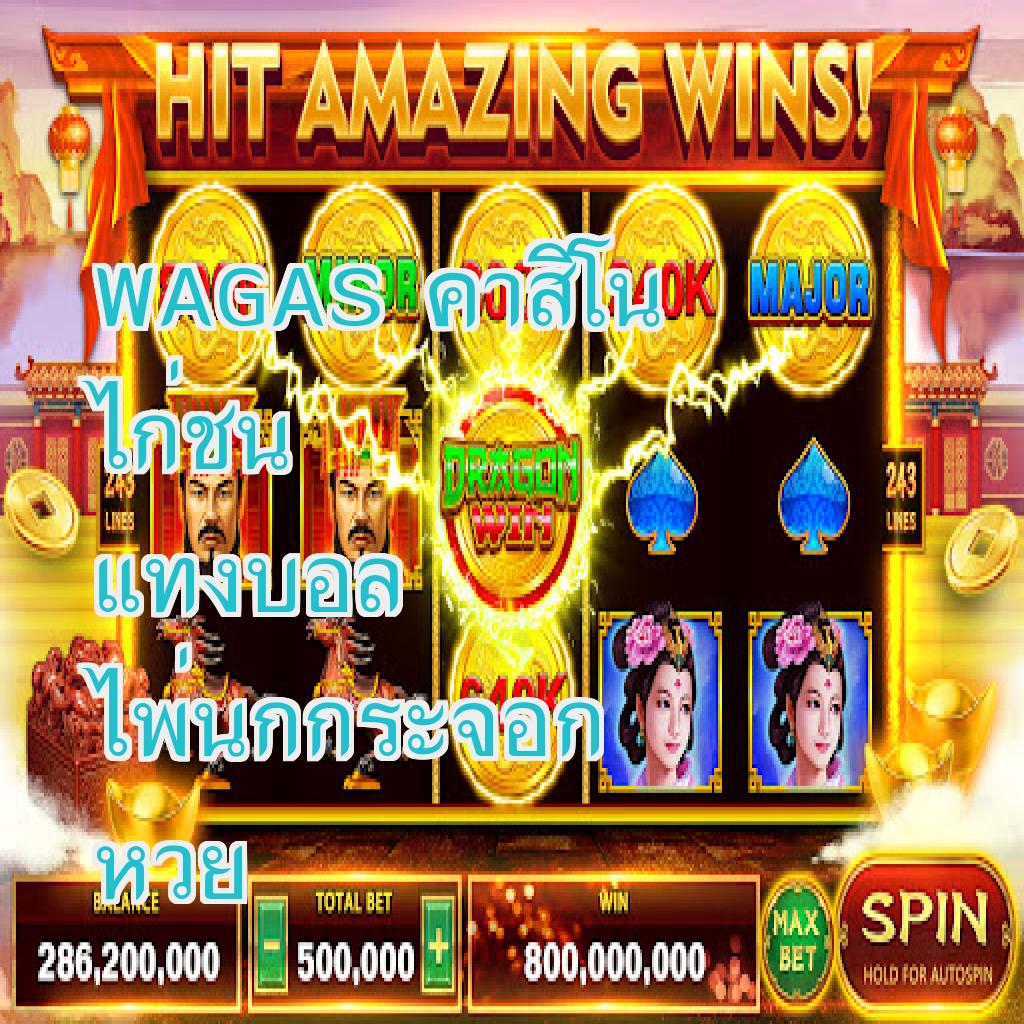 HIT AMAZING WINS!
WAGAS คาสิโน
MAJOR
ไก่ชน
DRAGON
WIN
243
LINES
243
LINES
แทงบอล
ไพ่นกกระจอก
640K
หวย
BALANCE
TOTAL BET
WIN
286,200,000
-
500,000
+
800,000,000
MAX
BET
SPIN
HOLD FOR AUTOSPIN